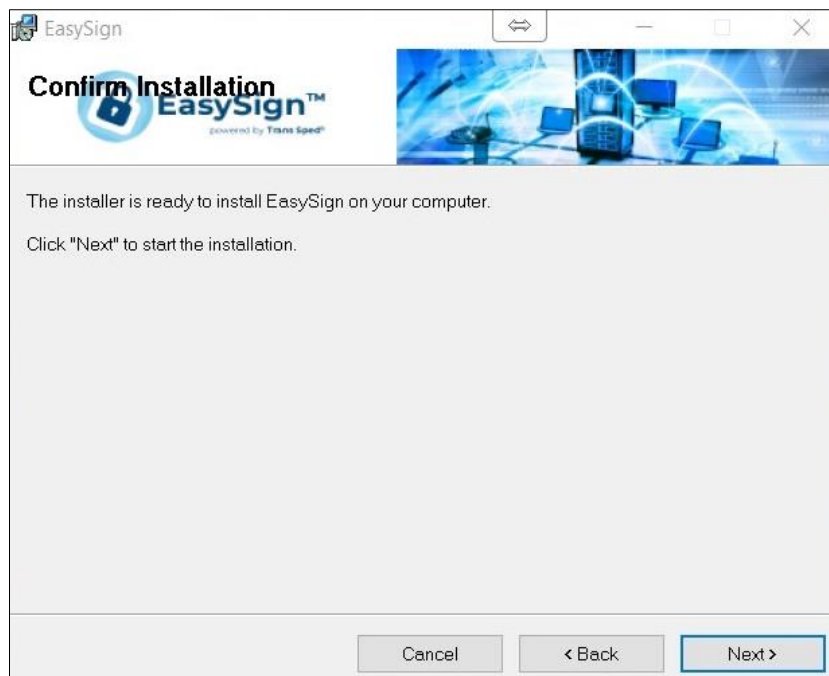 EasySign
Confirm Installation
EasySign™
powered by Trans Sped®
The installer is ready to install EasySign on your computer.
Click "Next" to start the installation.
Cancel
< Back
Next >